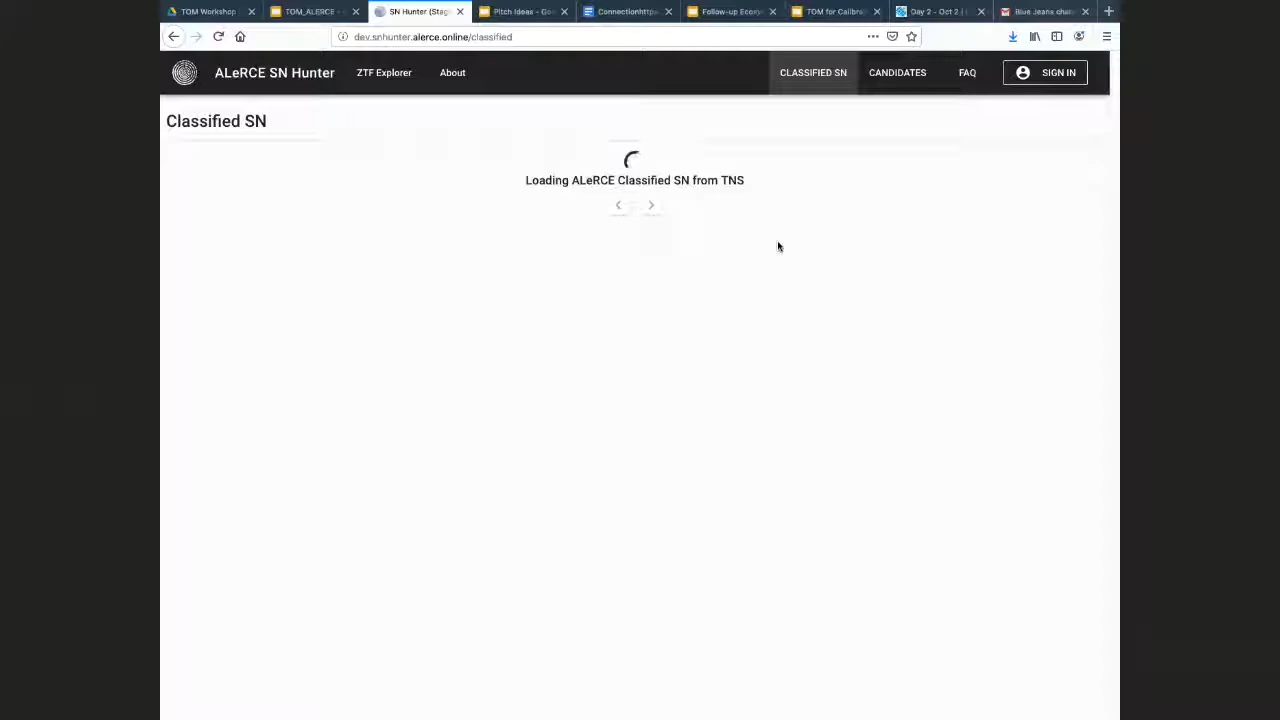 TOM Workshop
TOM_ALERCE -
SN Hunter (Stag
Pitch Ideas - Go
Connectionhttp
Follow-up Ecosy
TOM for Calibri
Day 2 - Oct 2 |
Blue Jeans chat
dev.snhunter.alerce.online/classified
ALeRCE SN Hunter
ZTF Explorer
About
CLASSIFIED SN
CANDIDATES
FAQ
SIGN IN
Classified SN
Loading ALeRCE Classified SN from TNS